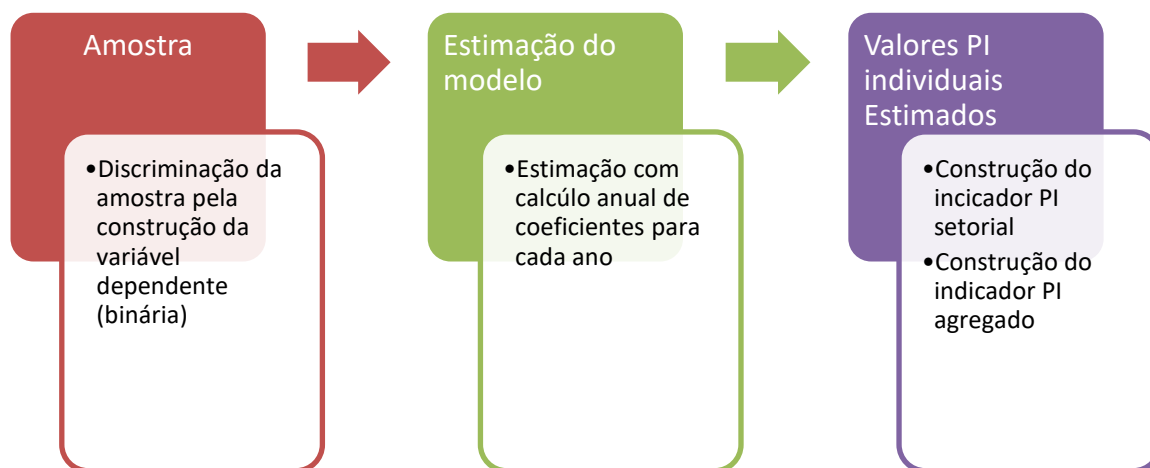 Amostra
•Discriminação da
amostra pela
construção da
variável
dependente
(binária)
Estimação do
modelo
•Estimação com
calcúlo anual de
coeficientes para
cada ano
Valores PI
individuais
Estimados
•Construção do
incicador PI
setorial
•Construção do
indicador PI
agregado